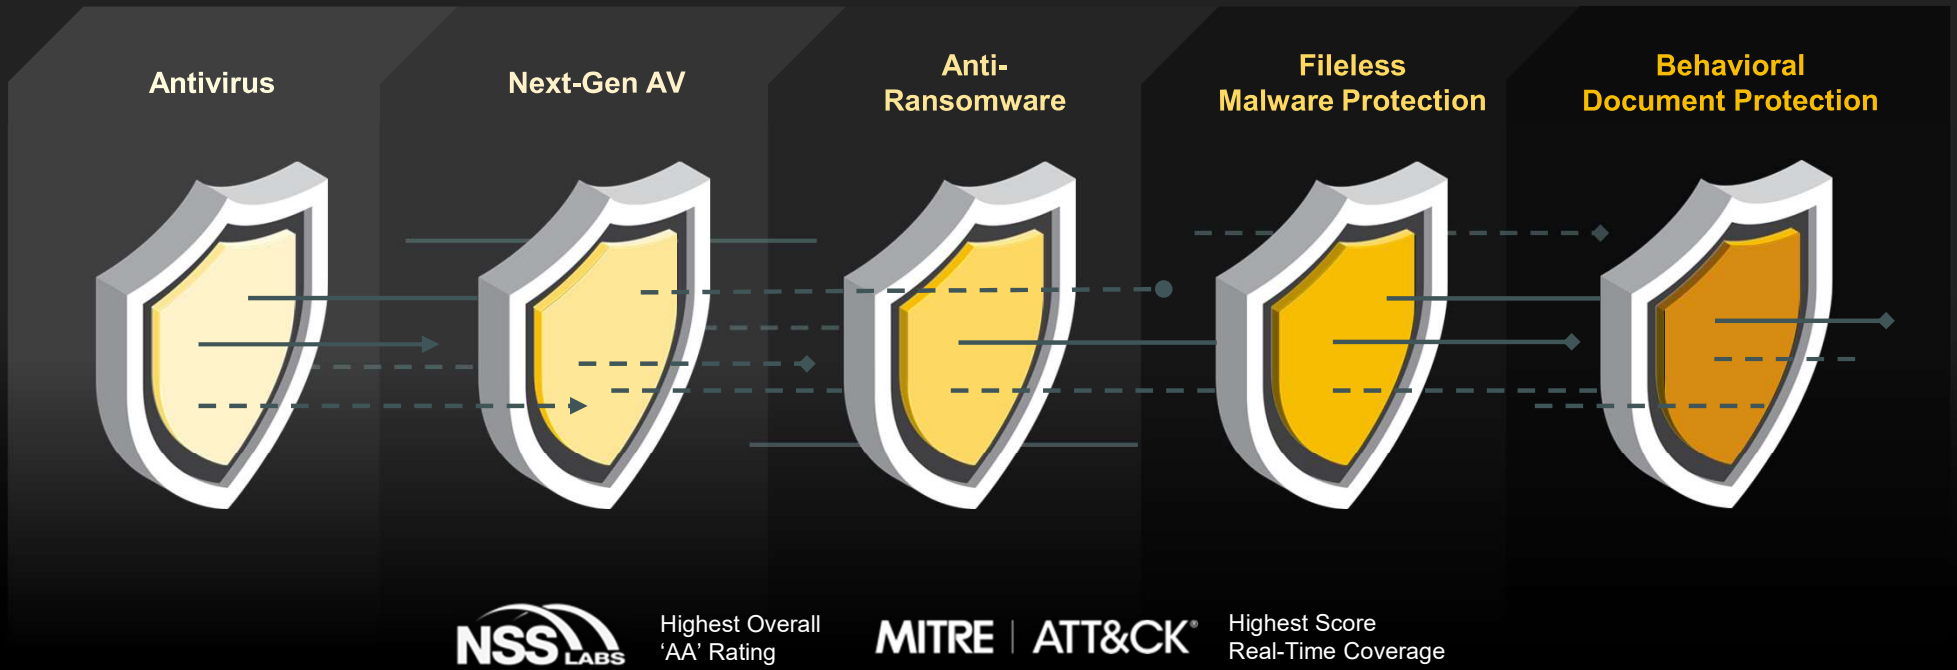 Antivirus
Next-Gen AV
Anti-
Ransomware
Fileless
Malware Protection
Behavioral
Document Protection
NSS LABS
Highest Overall
‘AA’ Rating
MITRE | ATT&CK®
Highest Score
Real-Time Coverage